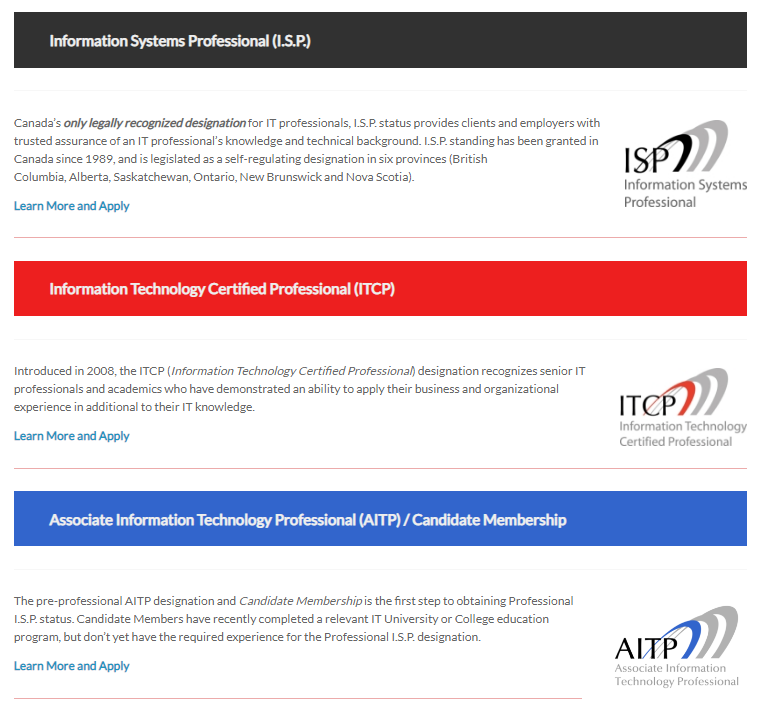 Information Systems Professional (I.S.P.)
Canada's only legally recognized designation for IT professionals, I.S.P. status provides clients and employers with
trusted assurance of an IT professional's knowledge and technical background. I.S.P. standing has been granted in
Canada since 1989, and is legislated as a self-regulating designation in six provinces (British
Columbia, Alberta, Saskatchewan, Ontario, New Brunswick and Nova Scotia).
Learn More and Apply
ISP
Information Systems
Professional
Information Technology Certified Professional (ITCP)
Introduced in 2008, the ITCP (Information Technology Certified Professional) designation recognizes senior IT
professionals and academics who have demonstrated an ability to apply their business and organizational
experience in additional to their IT knowledge.
Learn More and Apply
ITCP
Information Technology
Certified Professional
Associate Information Technology Professional (AITP) / Candidate Membership
The pre-professional AITP designation and Candidate Membership is the first step to obtaining Professional
I.S.P. status. Candidate Members have recently completed a relevant IT University or College education
program, but don't yet have the required experience for the Professional I.S.P. designation.
Learn More and Apply
AITP
Associate Information
Technology Professional